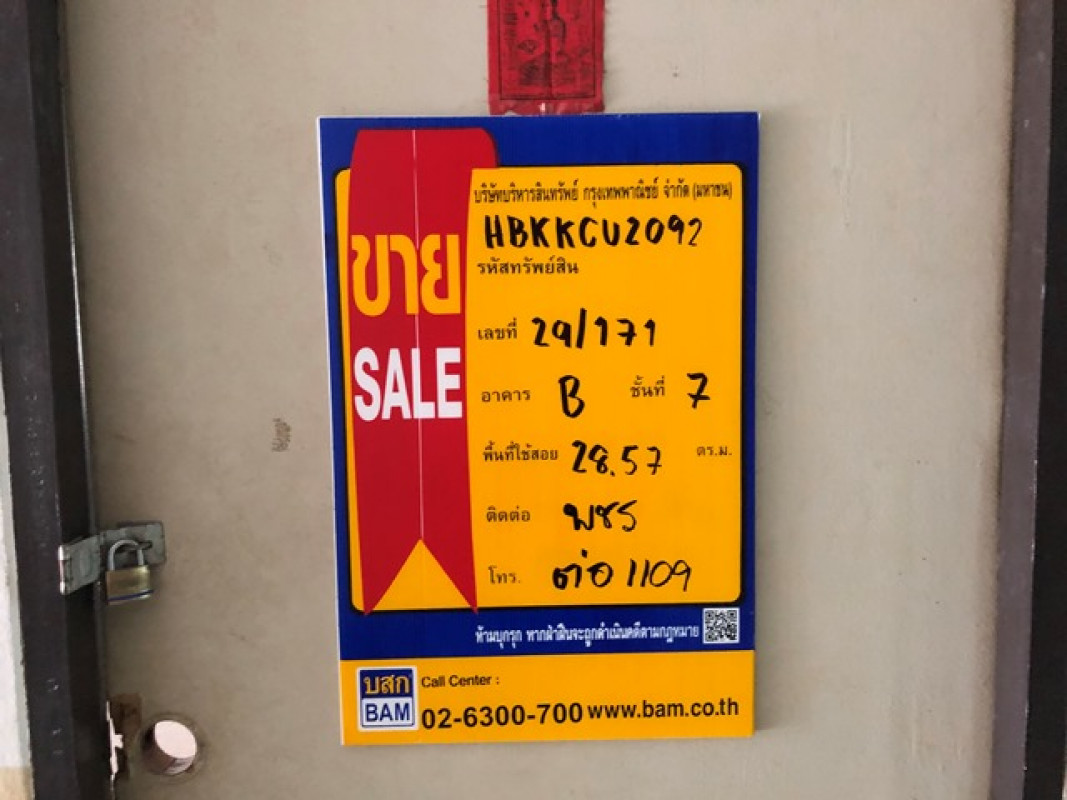 บริษัทบริหารสินทรัพย์ กรุงเทพพาณิชย์ จำกัด (มหาชน)
HBKKCU2092
รหัสทรัพย์สิน
ขาย
SALE
เลขที่ 29/171
อาคาร B ชั้นที่ 7
พื้นที่ใช้สอย 28.57 ตร.ม.
ติดต่อ พชร
โทร. ต่อ 1109
ห้ามบุกรุก หากฝ่าฝืนจะถูกดำเนินคดีตามกฎหมาย
บสก
BAM
Call Center :
02-6300-700 www.bam.co.th